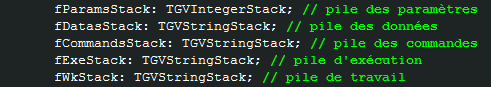 fParamsStack: TGVIntegerStack; // pile des paramètres
fDatasStack: TGVStringStack; // pile des données
fCommandsStack: TGVStringStack; // pile des commandes
fExeStack: TGVStringStack; // pile d'exécution
fWkStack: TGVStringStack; // pile de travail